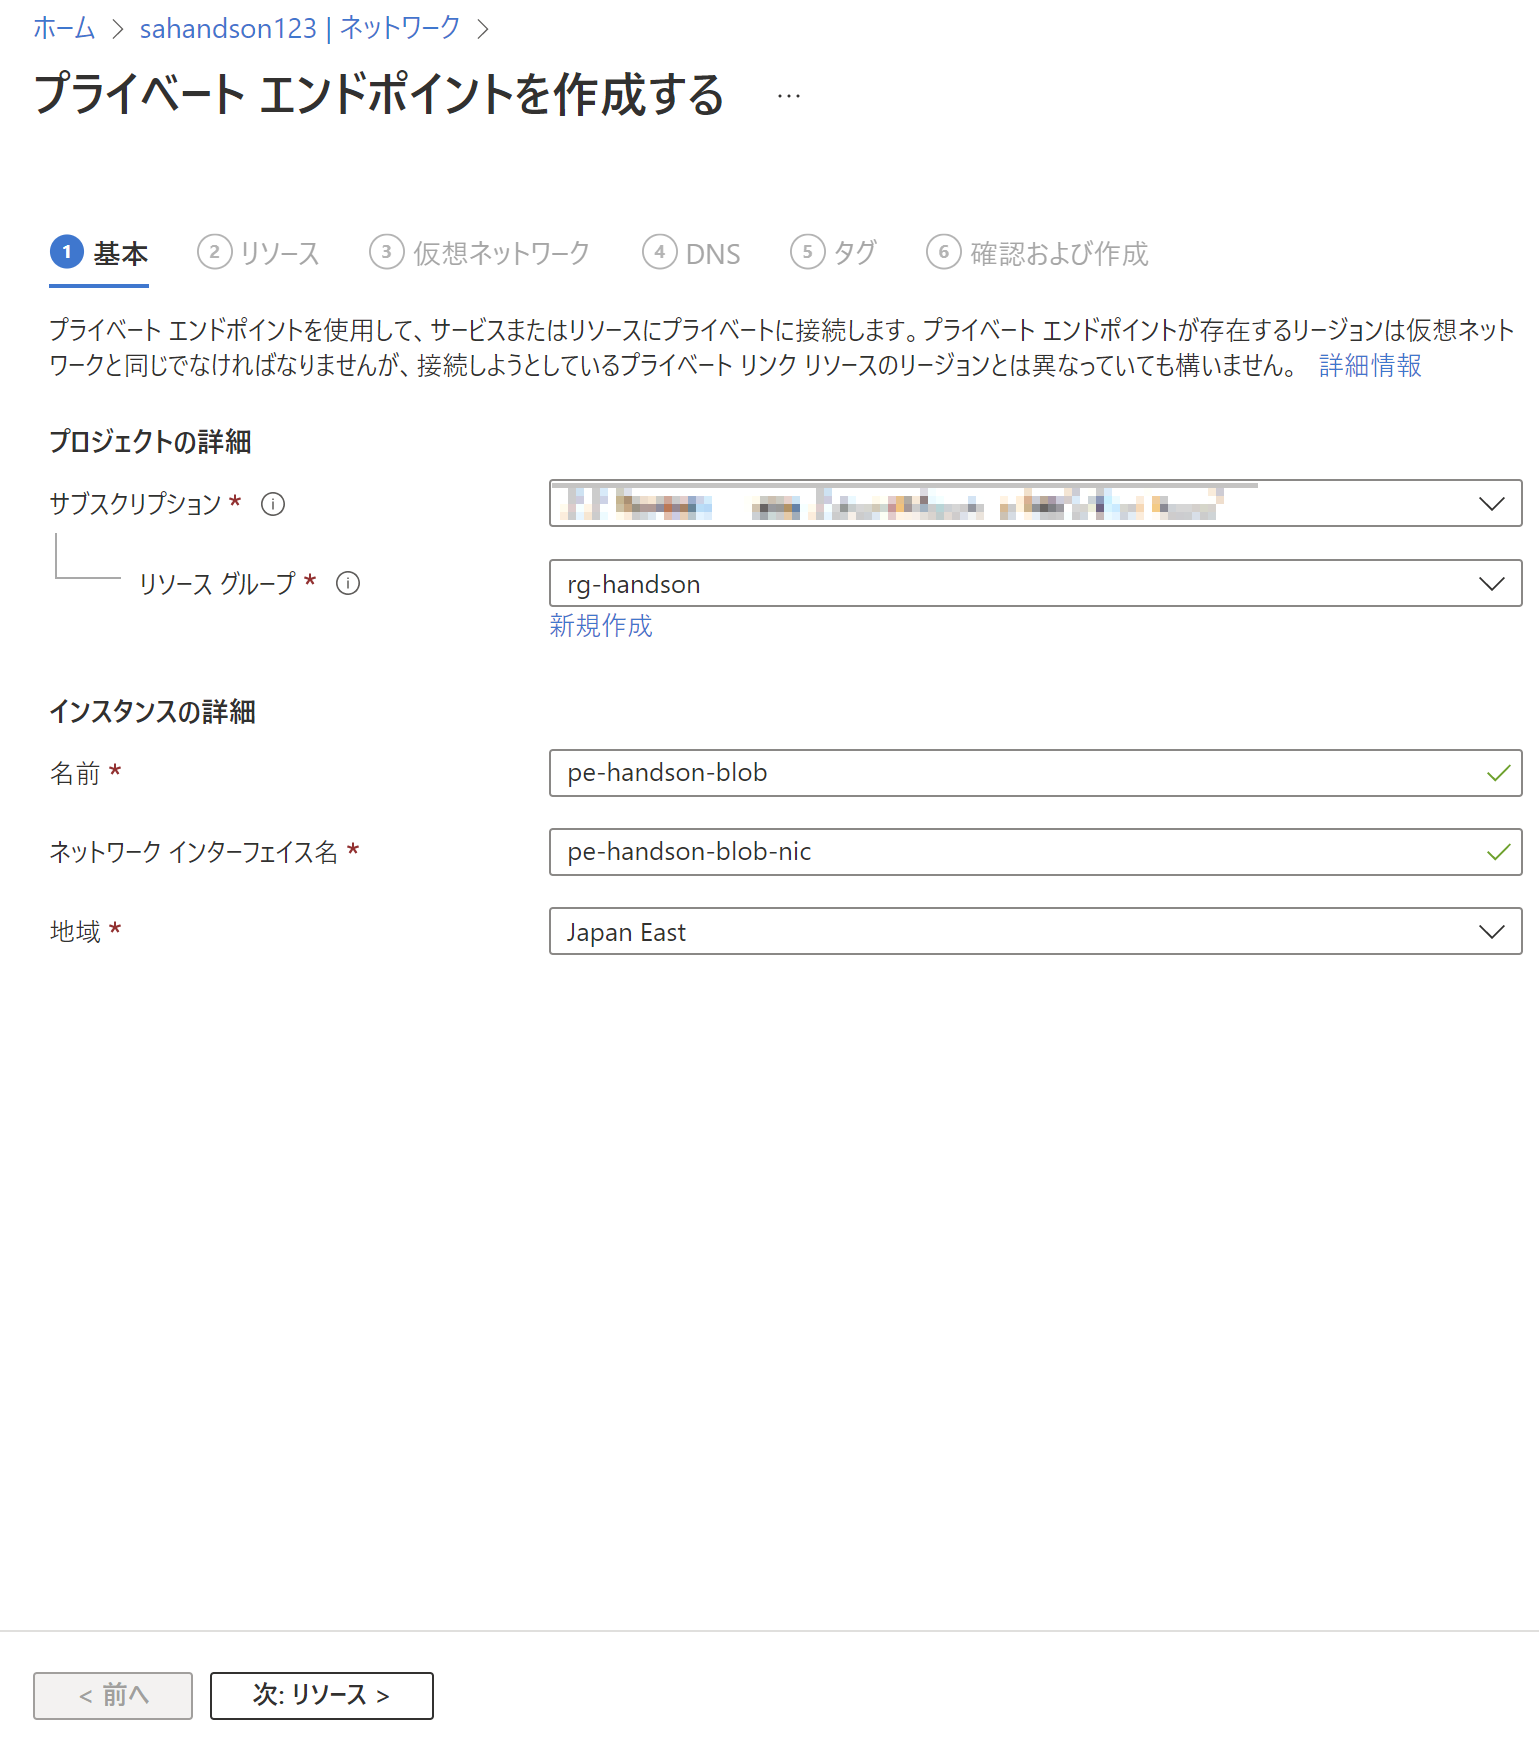 ホーム > sahandson123 | ネットワーク >
プライベート エンドポイントを作成する ...
1 基本 2 リソース 3 仮想ネットワーク 4 DNS 5 タグ 6 確認および作成
プライベート エンドポイントを使用して、サービスまたはリソースにプライベートに接続します。プライベート エンドポイントが存在するリージョンは仮想ネット
ワークと同じでなければなりませんが、接続しようとしているプライベート リンク リソースのリージョンとは異なっていても構いません。 詳細情報
プロジェクトの詳細
サブスクリプション *
リソース グループ * rg-handson
新規作成
インスタンスの詳細
名前 * pe-handson-blob
ネットワーク インターフェイス名 * pe-handson-blob-nic
地域 * Japan East
< 前へ 次: リソース >